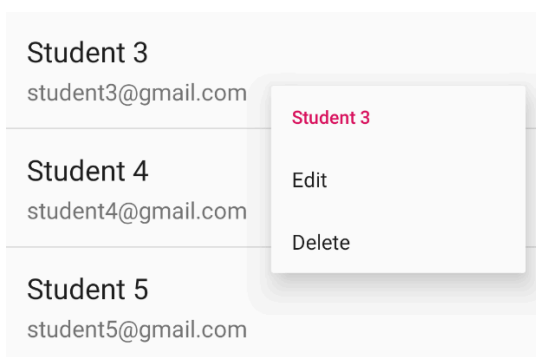 Student 3
student3@gmail.com
Student 4
student4@gmail.com
Student 5
student5@gmail.com
Student 3
Edit
Delete